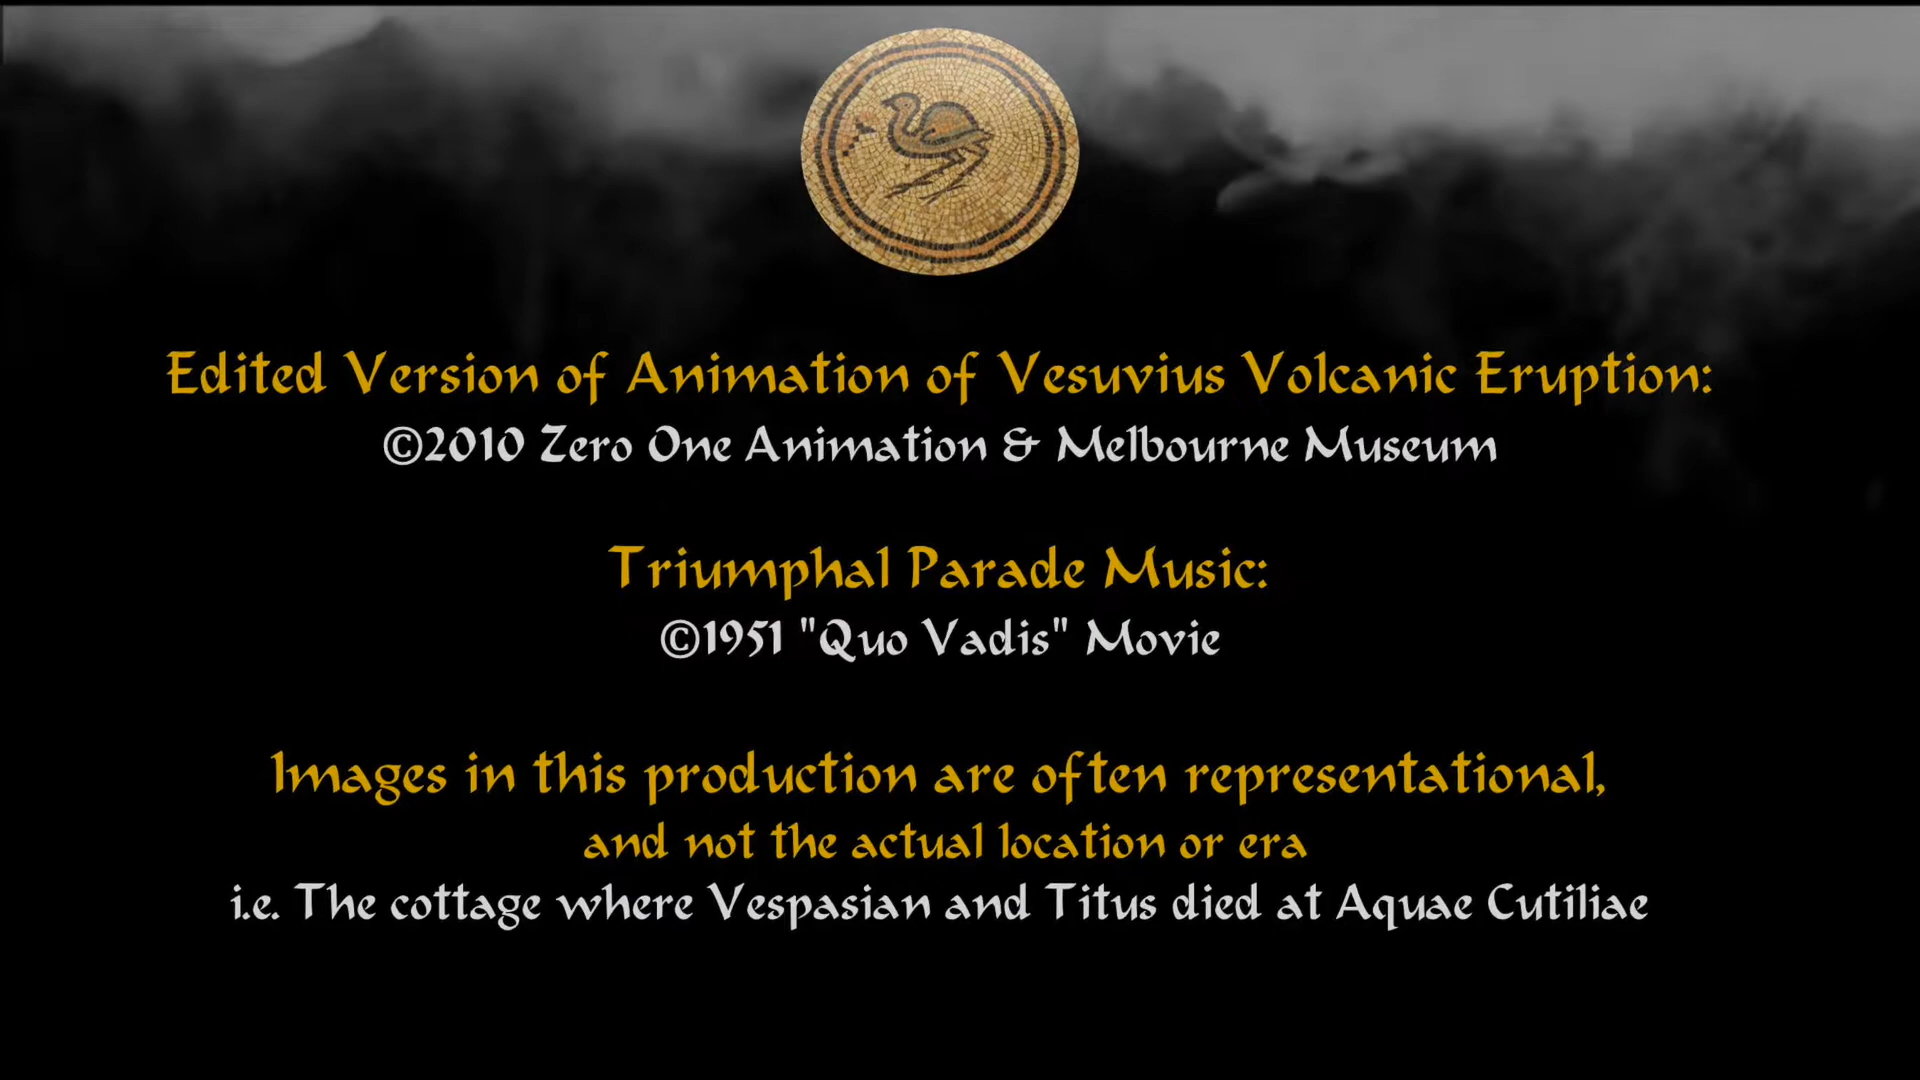 Edited Version of Animation of Vesuvius Volcanic Eruption:
©2010 Zero One Animation & Melbourne Museum
Triumphal Parade Music:
©1951 "Quo Vadis" Movie
Images in this production are often representational,
and not the actual location or era
i.e. The cottage where Vespasian and Titus died at Aquae Cutiliae